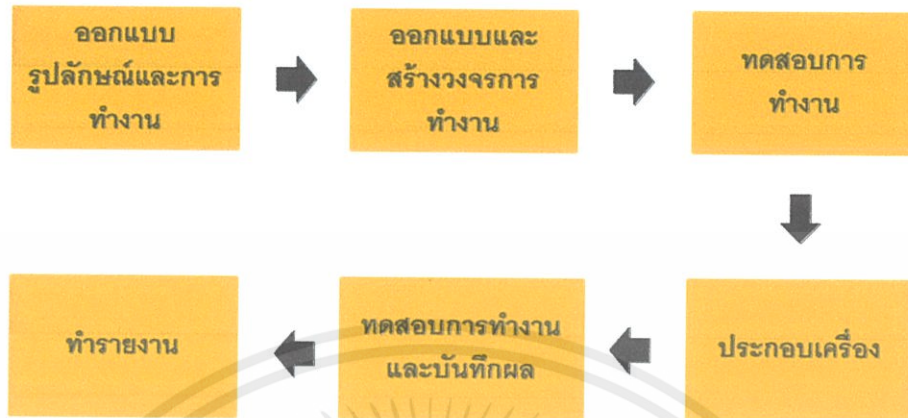 ออกแบบ
รูปลักษณ์และการ
ทำงาน
ออกแบบและ
สร้างวงจรการ
ทำงาน
ทดสอบการ
ทำงาน
ประกอบเครื่อง
ทดสอบการทำงาน
และบันทึกผล
ทำรายงาน